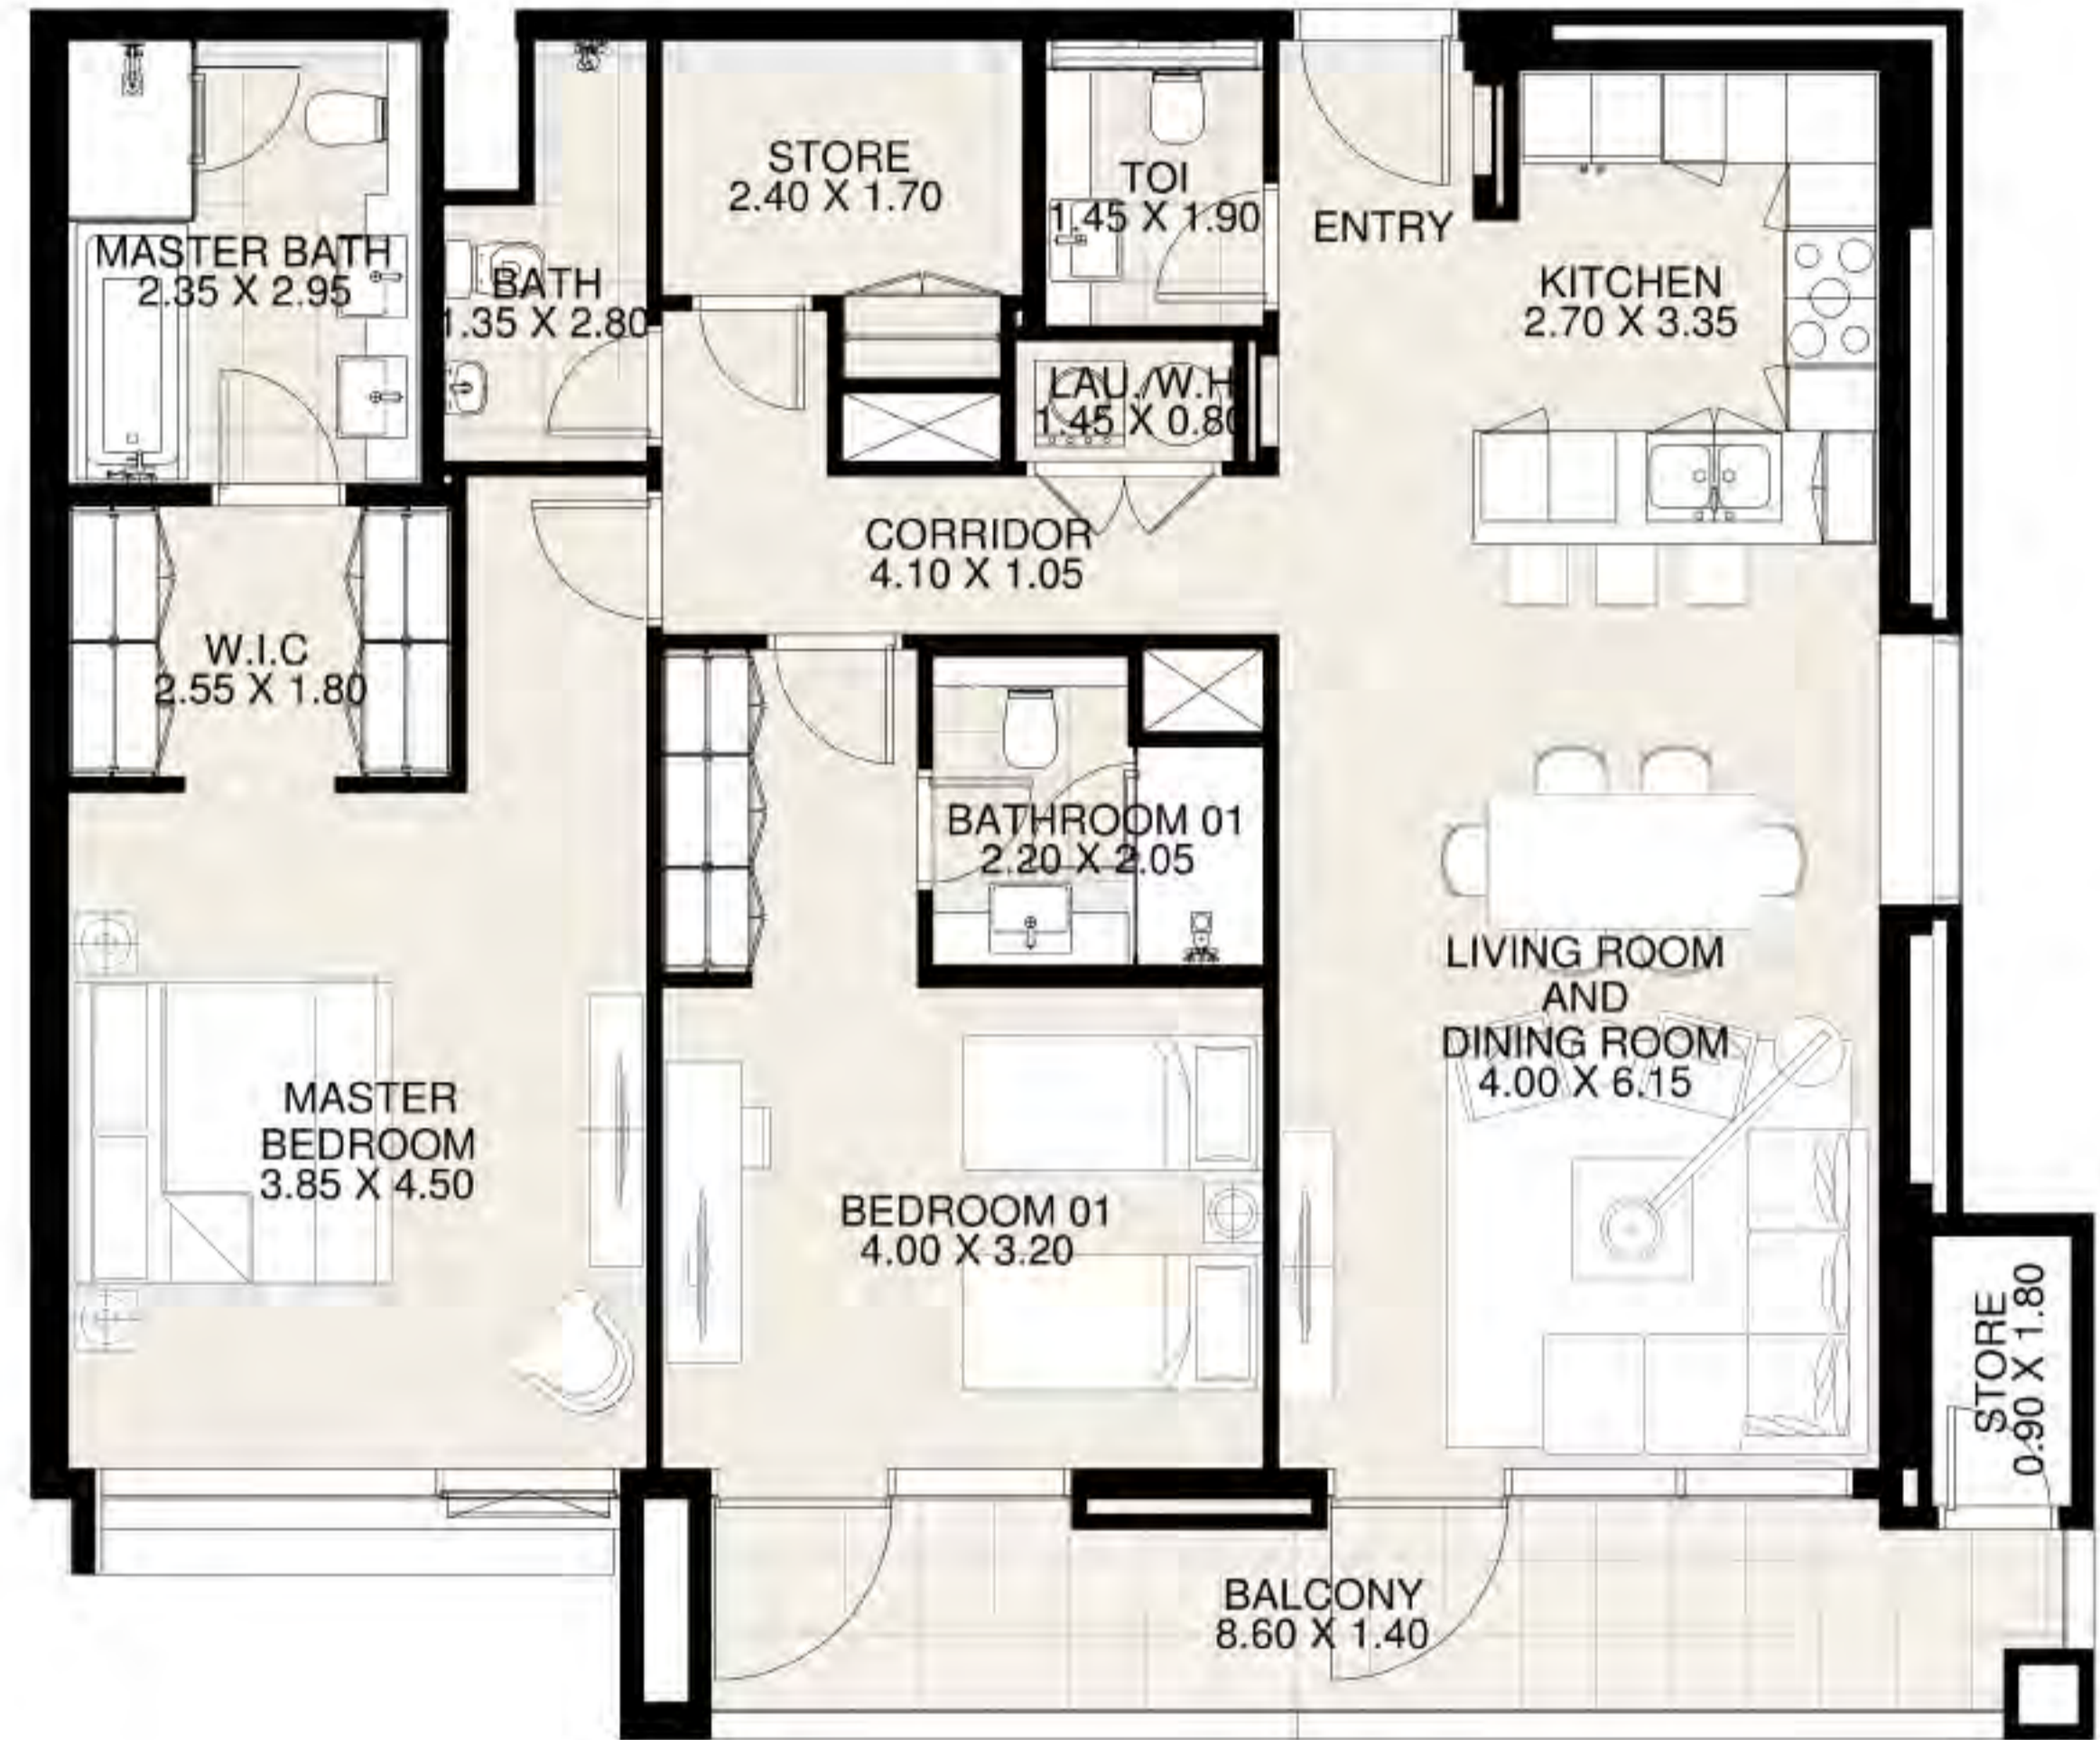 MASTER BATH
2.35 X 2.95
BATH
1.35 X 2.80
STORE
2.40 X 1.70
TOI
1.45 X 1.90
ENTRY
KITCHEN
2.70 X 3.35
LAU./W.H
1.45 X 0.80
CORRIDOR
4.10 X 1.05
W.I.C
2.55 X 1.80
BATHROOM 01
2.20 X 2.05
LIVING ROOM
AND
DINING ROOM
4.00 X 6.15
MASTER
BEDROOM
3.85 X 4.50
BEDROOM 01
4.00 X 3.20
STORE
0.90 X 1.80
BALCONY
8.60 X 1.40